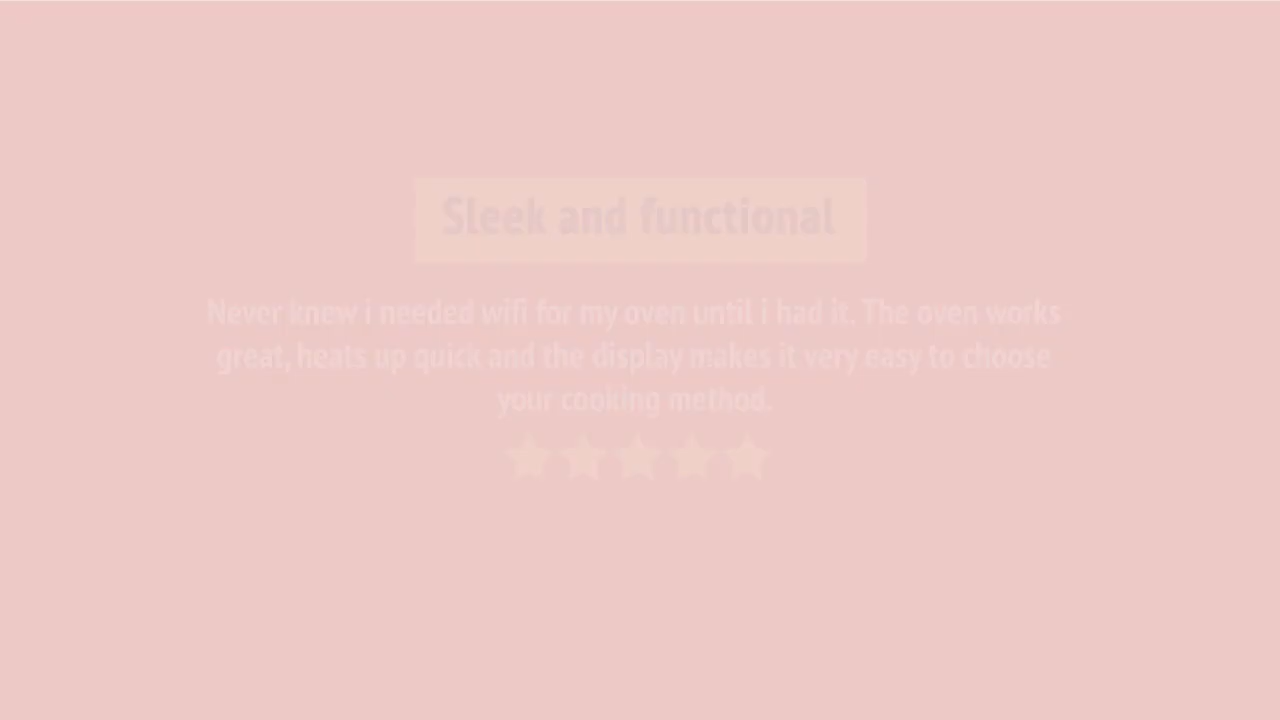 Sleek and functional
Never knew i needed wifi for my oven until i had it. The oven works
great, heats up quick and the display makes it very easy to choose
your cooking method.